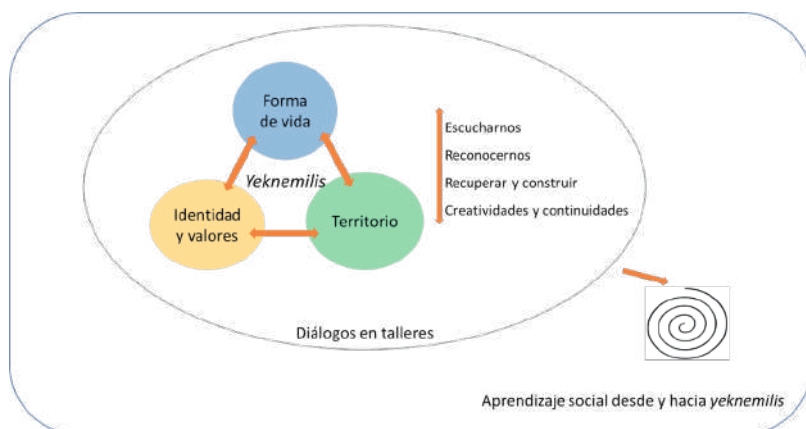 Forma
de vida
Yeknemilis
Identidad
y valores
Territorio
Escucharnos
Reconocernos
Recuperar y construir
Creatividades y continuidades
Diálogos en talleres
Aprendizaje social desde y hacia yeknemilis